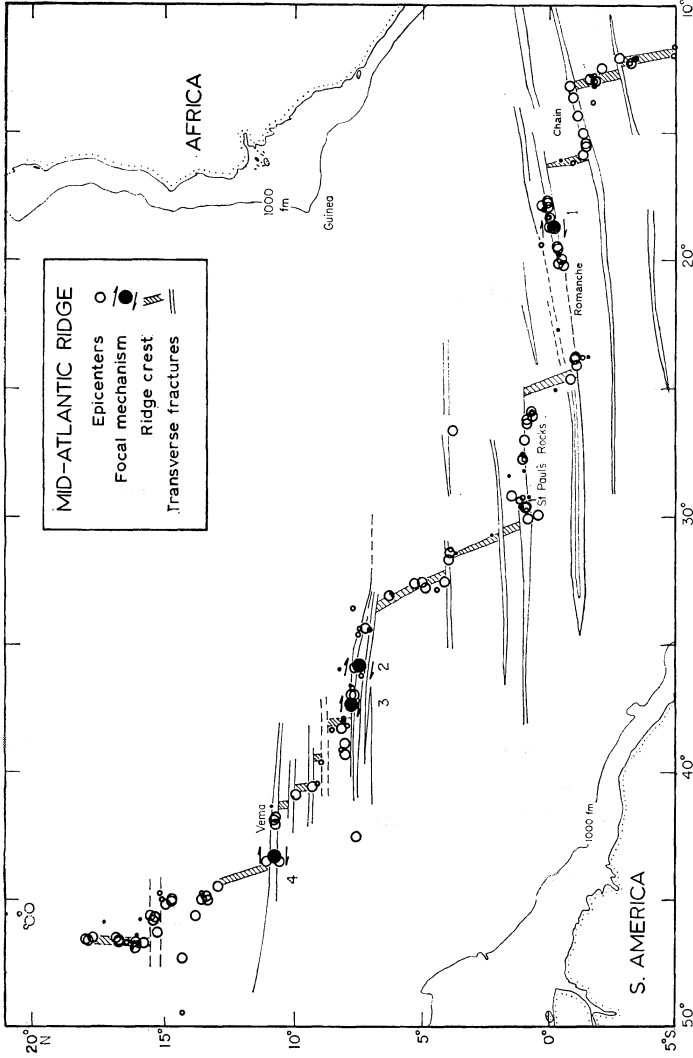 MID-ATLANTIC RIDGE
Epicenters
Focal mechanism
Ridge crest
Transverse fractures
AFRICA
1000
fm
Guinea
Chain
1
Romanche
St Paul's Rocks
2
3
Vema
4
1000 fm
S. AMERICA
20°
N
15°
10°
5°
0°
5°S
50°
40°
30°
20°
10°